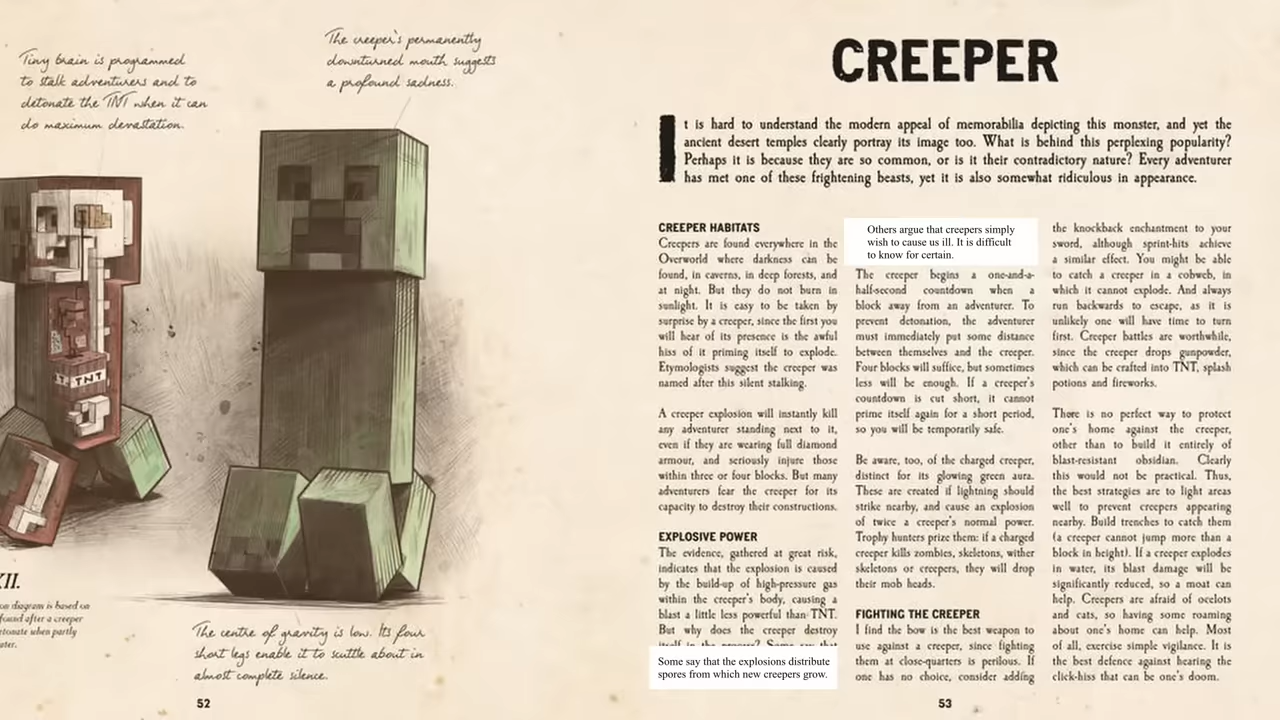 Tiny brain is programmed
to stalk adventurers and to
detonate the TNT when it can
do maximum devastation.
The creeper's permanently
downturned mouth suggests
a profound sadness.
TNT
XII.
on diagram is based on
found after a creeper
etonate when partly
ater.
The centre of gravity is low. Its four
short legs enable it to scuttle about in
almost complete silence.
52
CREEPER
It is hard to understand the modern appeal of memorabilia depicting this monster, and yet the
ancient desert temples clearly portray its image too. What is behind this perplexing popularity?
Perhaps it is because they are so common, or is it their contradictory nature? Every adventurer
has met one of these frightening beasts, yet it is also somewhat ridiculous in appearance.
CREEPER HABITATS
Creepers are found everywhere in the
Overworld where darkness can be
found, in caverns, in deep forests, and
at night. But they do not burn in
sunlight. It is easy to be taken by
surprise by a creeper, since the first you
will hear of its presence is the awful
hiss of it priming itself to explode.
Etymologists suggest the creeper was
named after this silent stalking.
A creeper explosion will instantly kill
any adventurer standing next to it,
even if they are wearing full diamond
armour, and seriously injure those
within three or four blocks. But many
adventurers fear the creeper for its
capacity to destroy their constructions.
EXPLOSIVE POWER
The evidence, gathered at great risk,
indicates that the explosion is caused
by the build-up of high-pressure gas
within the creeper's body, causing a
blast a little less powerful than TNT.
But why does the creeper destroy
itself in the process? Some say that
Some say that the explosions distribute
spores from which new creepers grow.
Others argue that creepers simply
wish to cause us ill. It is difficult
to know for certain.
The creeper begins a one-and-a-
half-second countdown when a
block away from an adventurer. To
prevent detonation, the adventurer
must immediately put some distance
between themselves and the creeper.
Four blocks will suffice, but sometimes
less will be enough. If a creeper's
countdown is cut short, it cannot
prime itself again for a short period,
so you will be temporarily safe.
Be aware, too, of the charged creeper,
distinct for its glowing green aura.
These are created if lightning should
strike nearby, and cause an explosion
of twice a creeper's normal power.
Trophy hunters prize them: if a charged
creeper kills zombies, skeletons, wither
skeletons or creepers, they will drop
their mob heads.
FIGHTING THE CREEPER
I find the bow is the best weapon to
use against a creeper, since fighting
them at close-quarters is perilous. If
one has no choice, consider adding
the knockback enchantment to your
sword, although sprint-hits achieve
a similar effect. You might be able
to catch a creeper in a cobweb, in
which it cannot explode. And always
run backwards to escape, as it is
unlikely one will have time to turn
first. Creeper battles are worthwhile,
since the creeper drops gunpowder,
which can be crafted into TNT, splash
potions and fireworks.
There is no perfect way to protect
one's home against the creeper,
other than to build it entirely of
blast-resistant obsidian. Clearly
this would not be practical. Thus,
the best strategies are to light areas
well to prevent creepers appearing
nearby. Build trenches to catch them
(a creeper cannot jump more than a
block in height). If a creeper explodes
in water, its blast damage will be
significantly reduced, so a moat can
help. Creepers are afraid of ocelots
and cats, so having some roaming
about one's home can help. Most
of all, exercise simple vigilance. It is
the best defence against hearing the
click-hiss that can be one's doom.
53